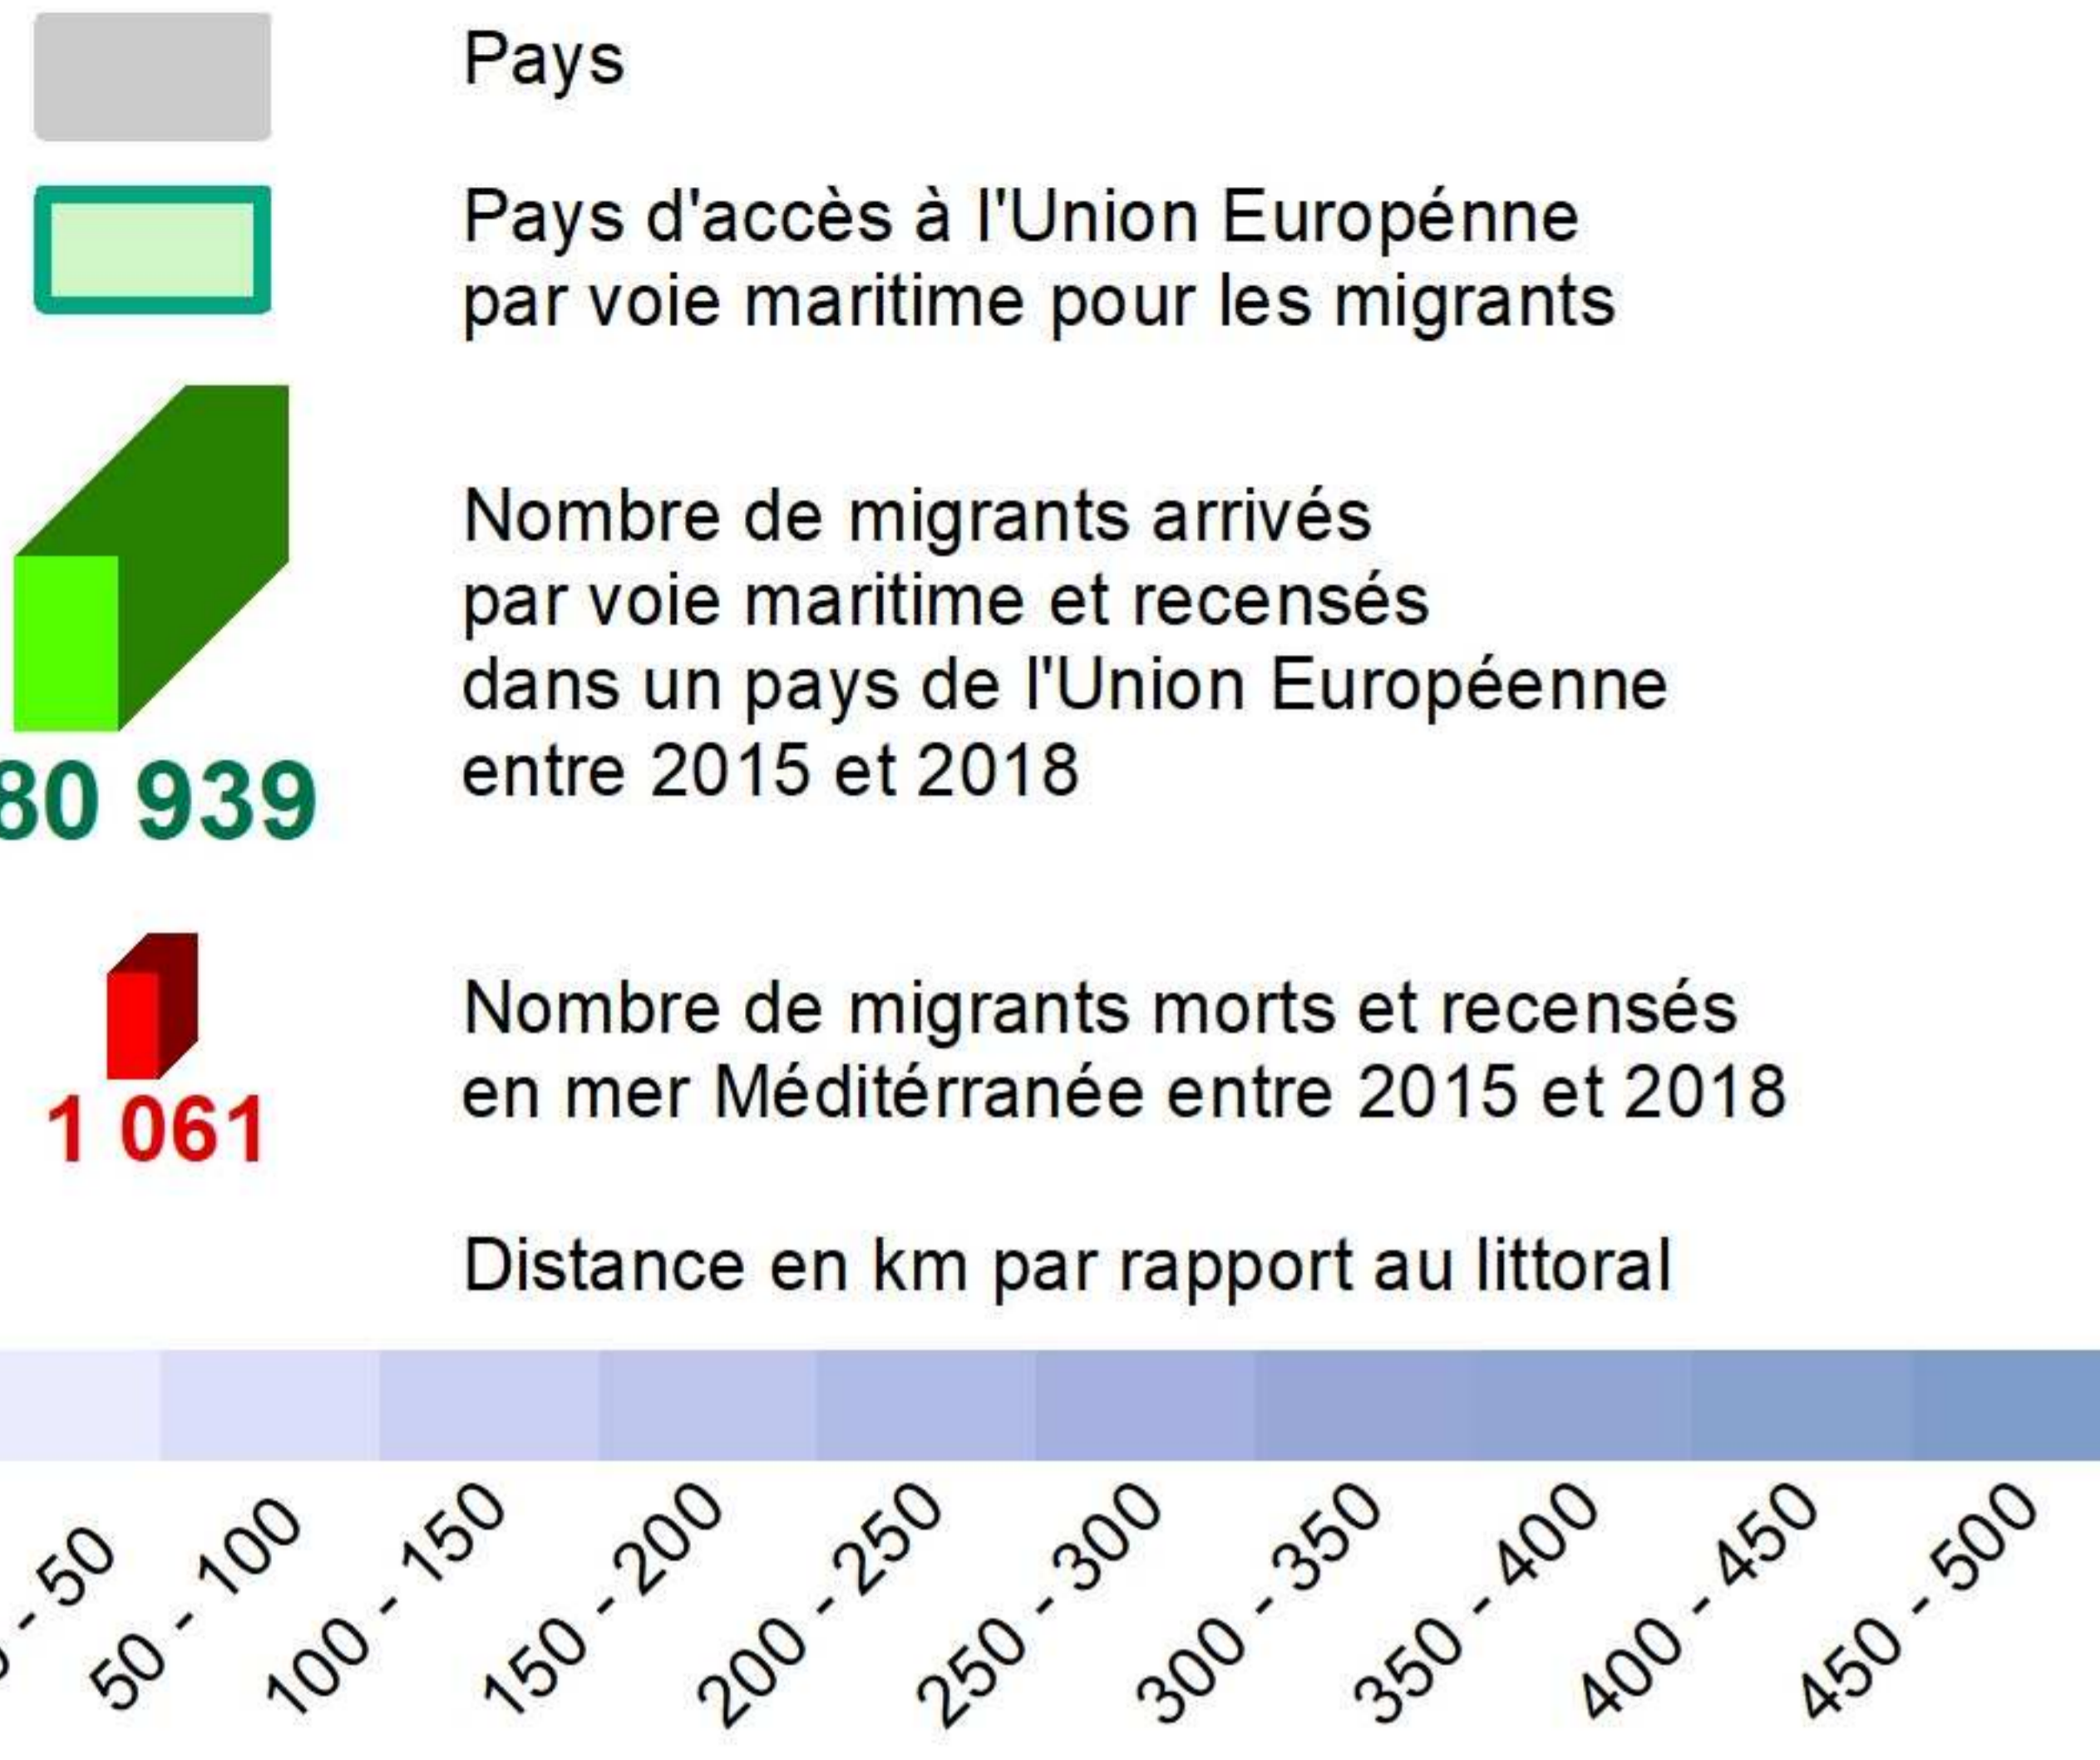 Pays
Pays d'accès à l'Union Europénne
par voie maritime pour les migrants
Nombre de migrants arrivés
par voie maritime et recensés
dans un pays de l'Union Européenne
entre 2015 et 2018
80 939
Nombre de migrants morts et recensés
en mer Méditérranée entre 2015 et 2018
1 061
Distance en km par rapport au littoral
- 50
50 - 100
100 - 150
150 - 200
200 - 250
250 - 300
300 - 350
350 - 400
400 - 450
450 - 500